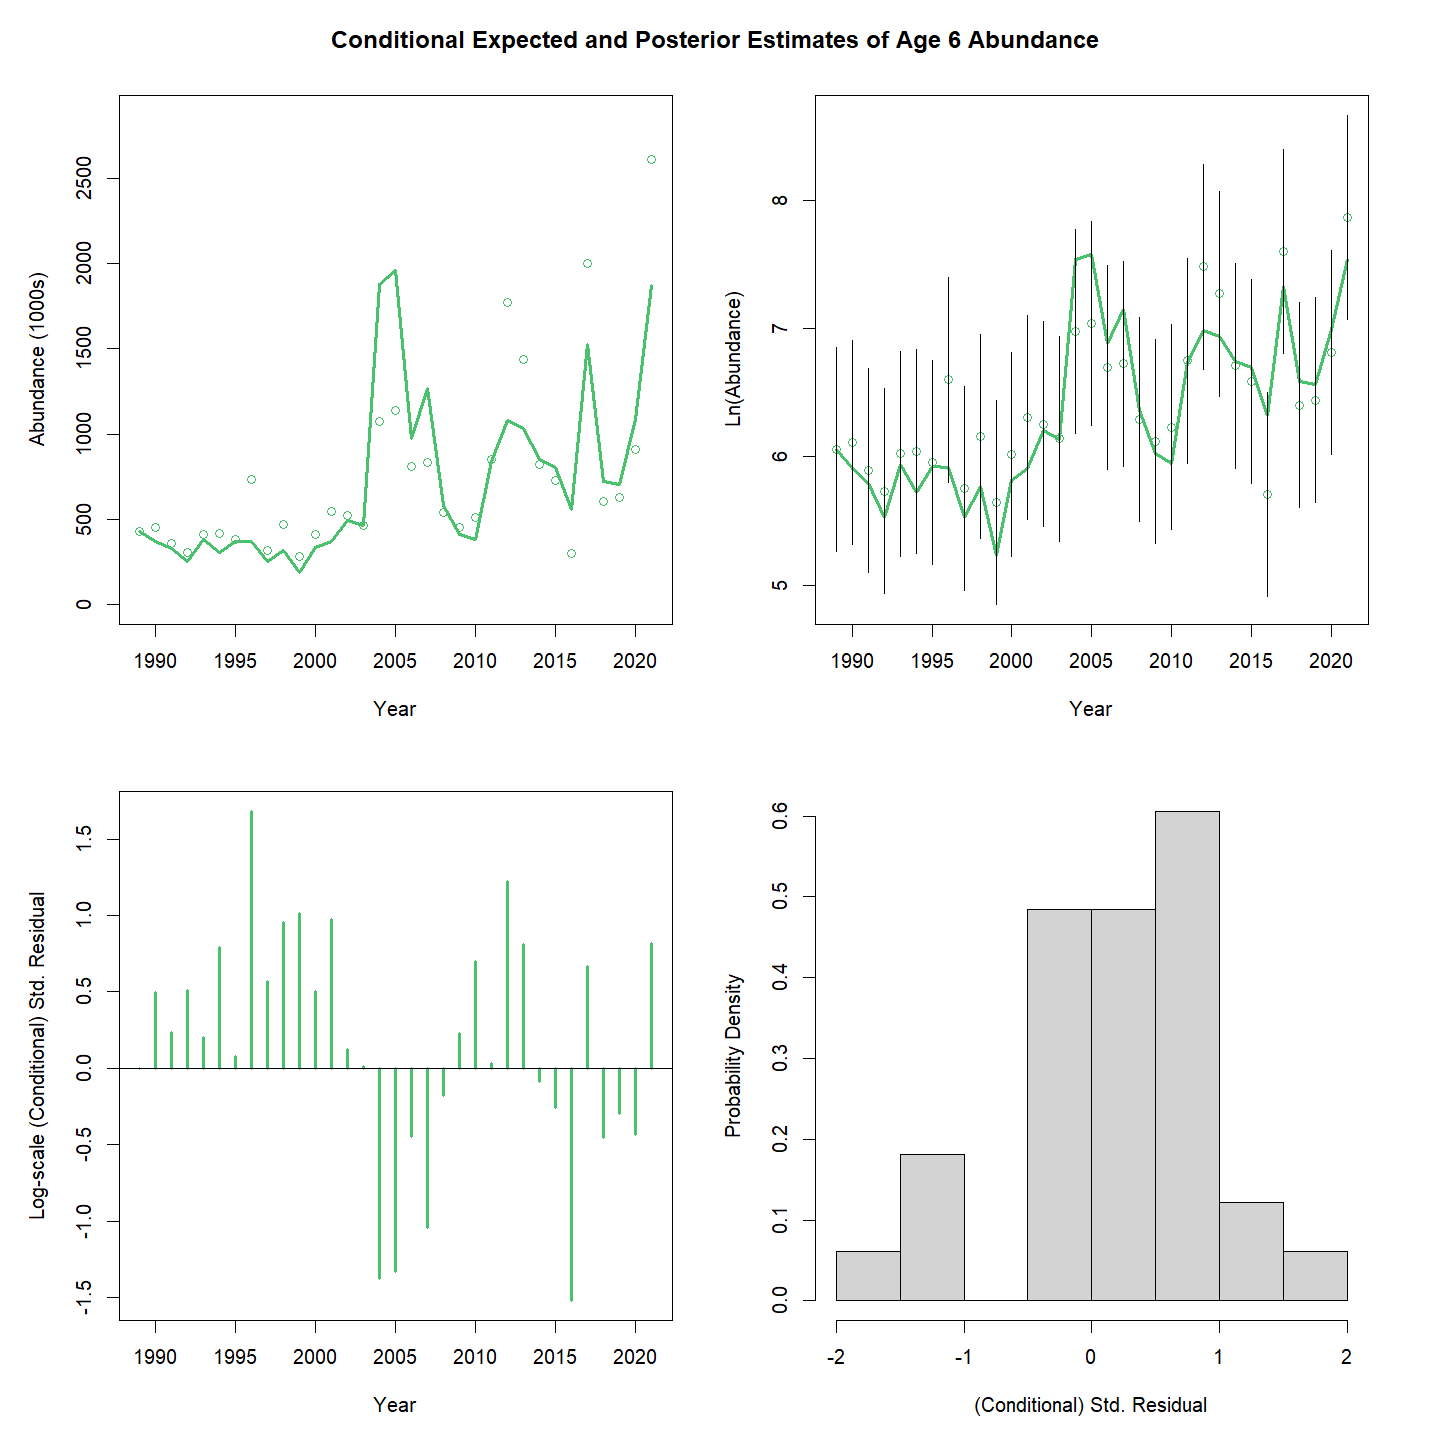 Conditional Expected and Posterior Estimates of Age 6 Abundance
Abundance (1000s)
2500
2000
1500
1000
500
0
1990 1995 2000 2005 2010 2015 2020
Year
Ln(Abundance)
8
7
6
5
1990 1995 2000 2005 2010 2015 2020
Year
Log-scale (Conditional) Std. Residual
1.5
1.0
0.5
0.0
-0.5
-1.0
-1.5
1990 1995 2000 2005 2010 2015 2020
Year
Probability Density
0.6
0.5
0.4
0.3
0.2
0.1
0.0
-2 -1 0 1 2
(Conditional) Std. Residual